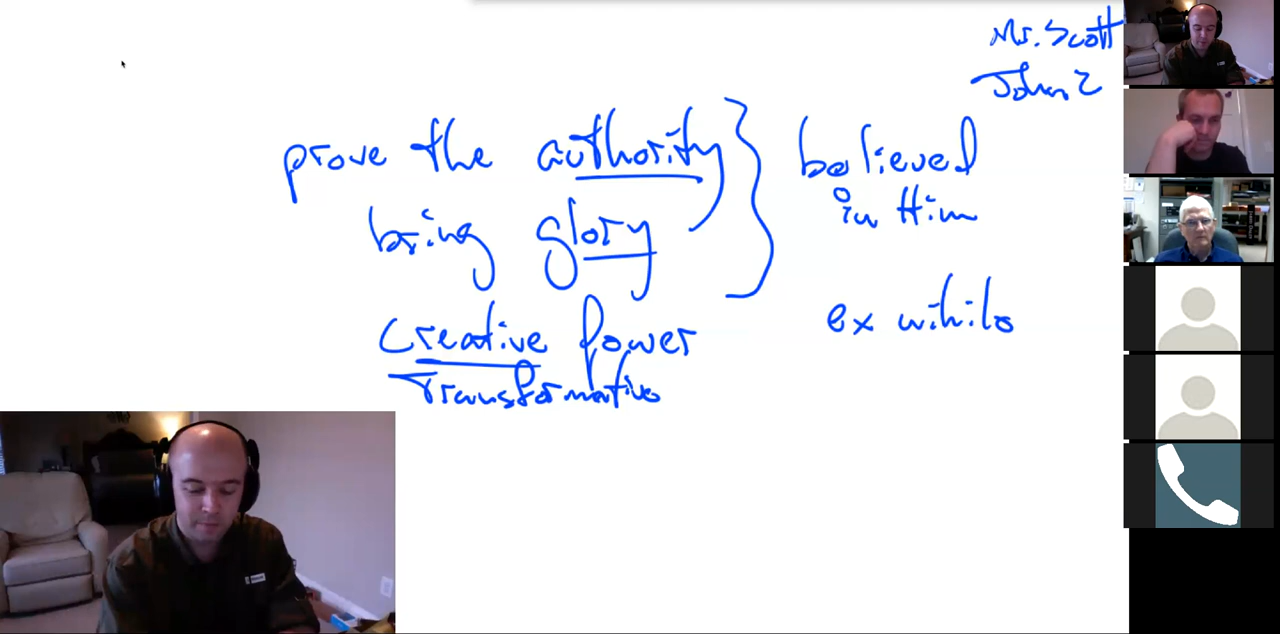 Mr. Scott
John 2
prove the authority
bring glory
believed
in Him
creative power
Transformative
ex nihilo